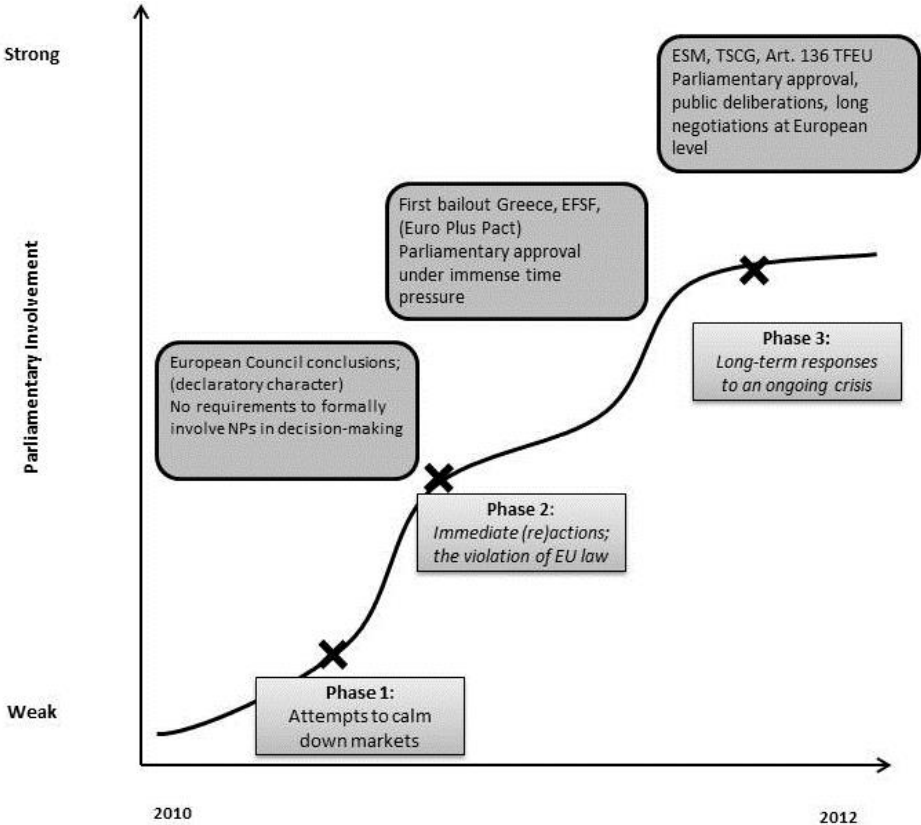 Strong
ESM, TSCG, Art. 136 TFEU
Parliamentary approval,
public deliberations, long
negotiations at European
level
First bailout Greece, EFSF,
(Euro Plus Pact)
Parliamentary approval
under immense time
pressure
Parliamentary Involvement
Phase 3:
Long-term responses
to an ongoing crisis
European Council conclusions;
(declaratory character)
No requirements to formally
involve NPs in decision-making
Phase 2:
Immediate (re)actions;
the violation of EU law
Phase 1:
Attempts to calm
down markets
Weak
2010
2012